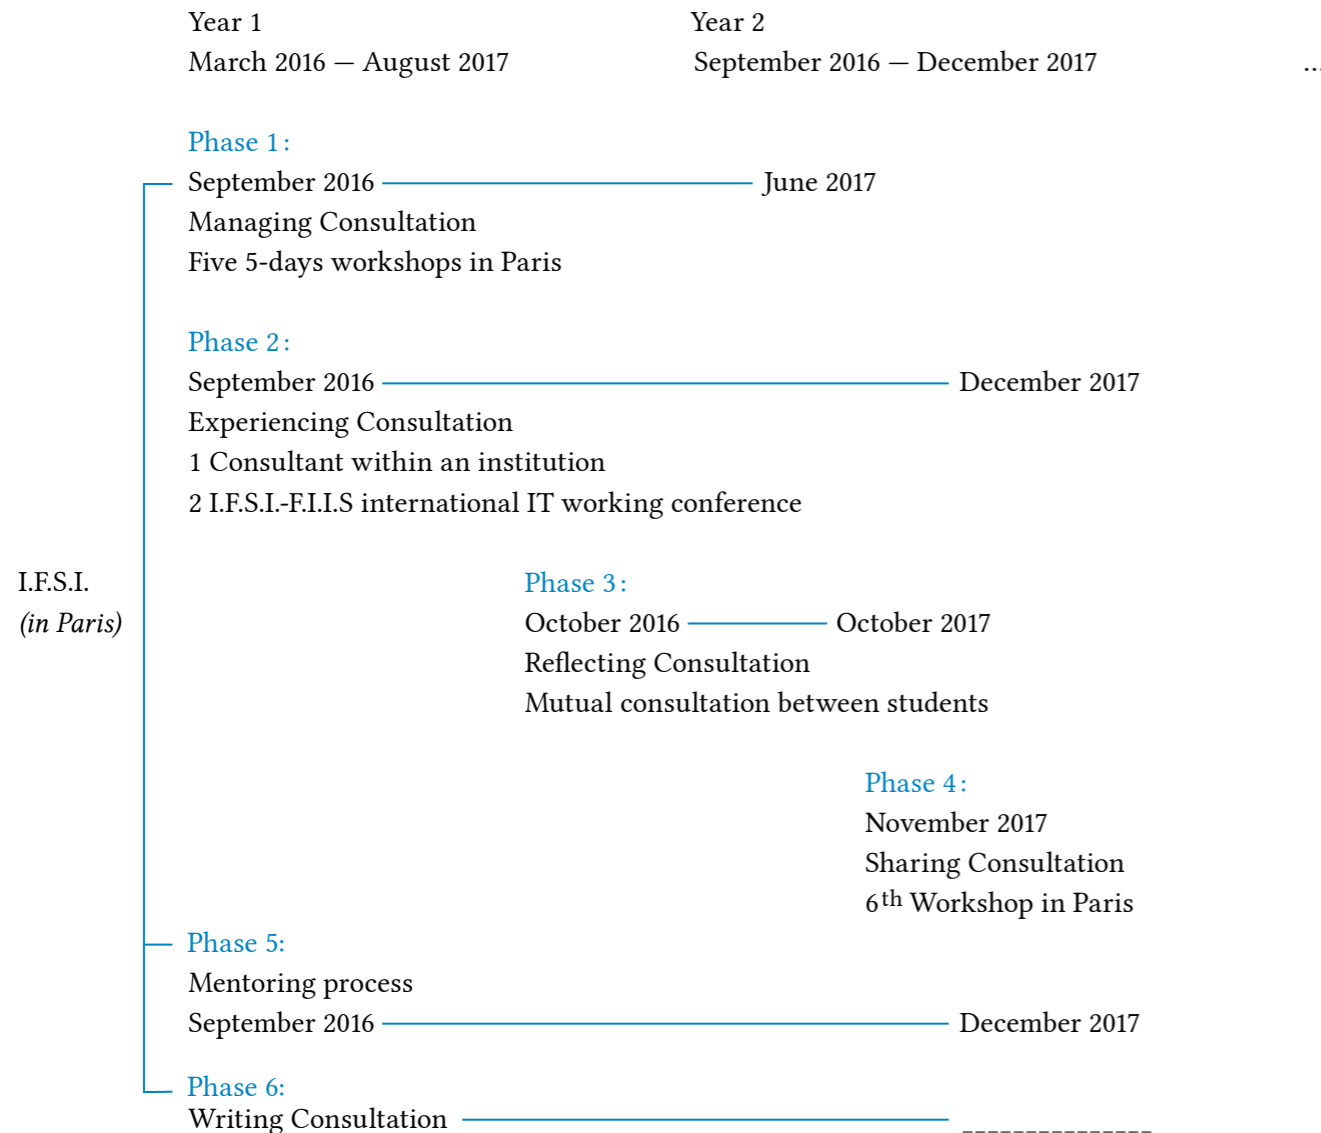 Year 1
Year 2
March 2016 — August 2017
September 2016 — December 2017
...
Phase 1:
September 2016
June 2017
Managing Consultation
Five 5-days workshops in Paris
Phase 2:
September 2016
December 2017
Experiencing Consultation
1 Consultant within an institution
2 I.F.S.I.-F.I.I.S international IT working conference
I.F.S.I.
(in Paris)
Phase 3:
October 2016
October 2017
Reflecting Consultation
Mutual consultation between students
Phase 4:
November 2017
Sharing Consultation
6th Workshop in Paris
Phase 5:
Mentoring process
September 2016
December 2017
Phase 6:
Writing Consultation